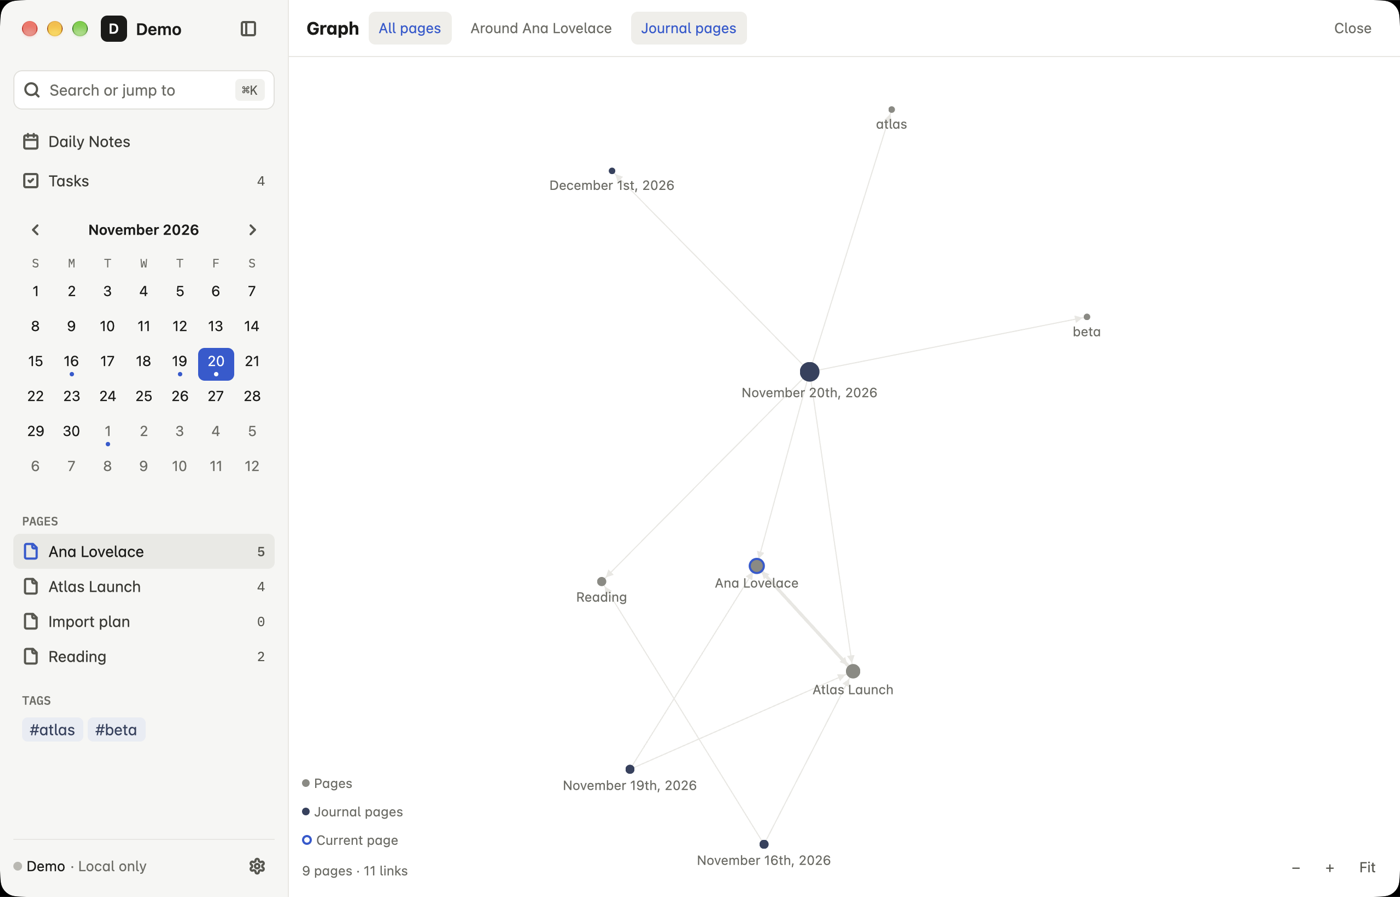 D Demo
Search or jump to ⌘K
Daily Notes
Tasks 4
November 2026
S M T W T F S
1 2 3 4 5 6 7
8 9 10 11 12 13 14
15 16 17 18 19 20 21
22 23 24 25 26 27 28
29 30 1 2 3 4 5
6 7 8 9 10 11 12
PAGES
Ana Lovelace 5
Atlas Launch 4
Import plan 0
Reading 2
TAGS
#atlas #beta
Demo · Local only
Graph All pages Around Ana Lovelace Journal pages Close
atlas
December 1st, 2026
beta
November 20th, 2026
Ana Lovelace
Reading
Atlas Launch
November 19th, 2026
November 16th, 2026
Pages
Journal pages
Current page
9 pages · 11 links
− + Fit